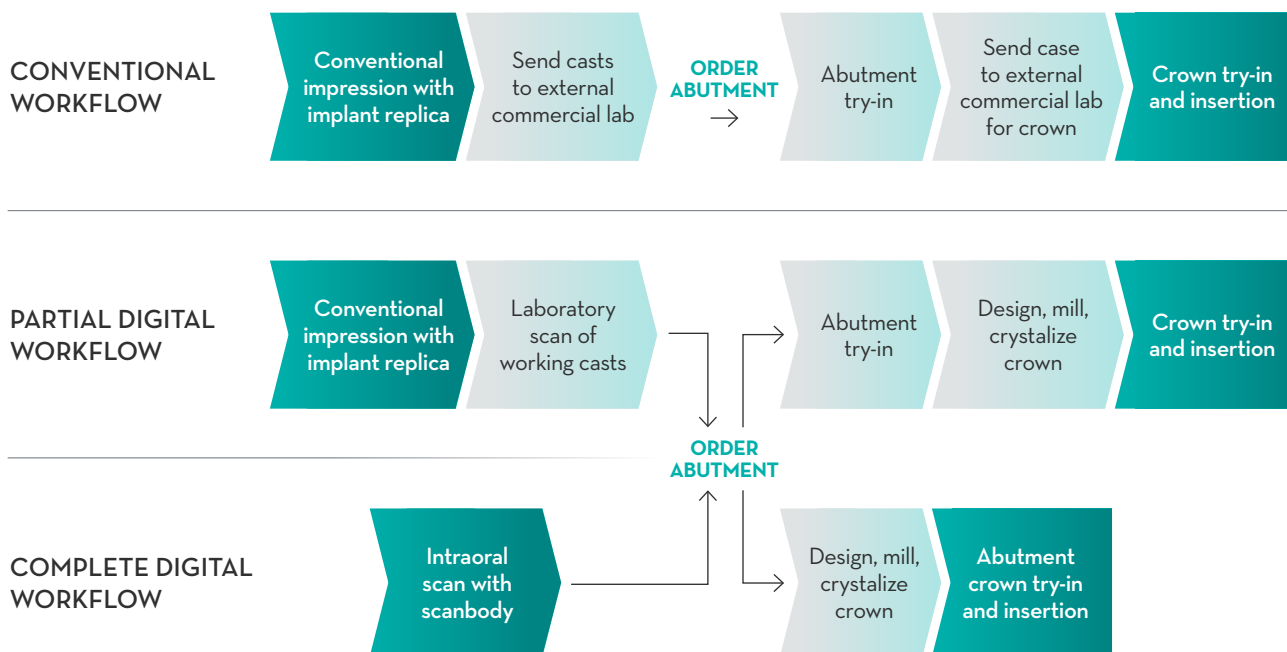 CONVENTIONAL
WORKFLOW
Conventional
impression with
implant replica
Send casts
to external
commercial lab
ORDER
ABUTMENT
Abutment
try-in
Send case
to external
commercial lab
for crown
Crown try-in
and insertion
PARTIAL DIGITAL
WORKFLOW
Conventional
impression with
implant replica
Laboratory
scan of
working casts
Abutment
try-in
Design, mill,
crystalize
crown
Crown try-in
and insertion
ORDER
ABUTMENT
COMPLETE DIGITAL
WORKFLOW
Intraoral
scan with
scanbody
Design, mill,
crystalize
crown
Abutment
crown try-in
and insertion